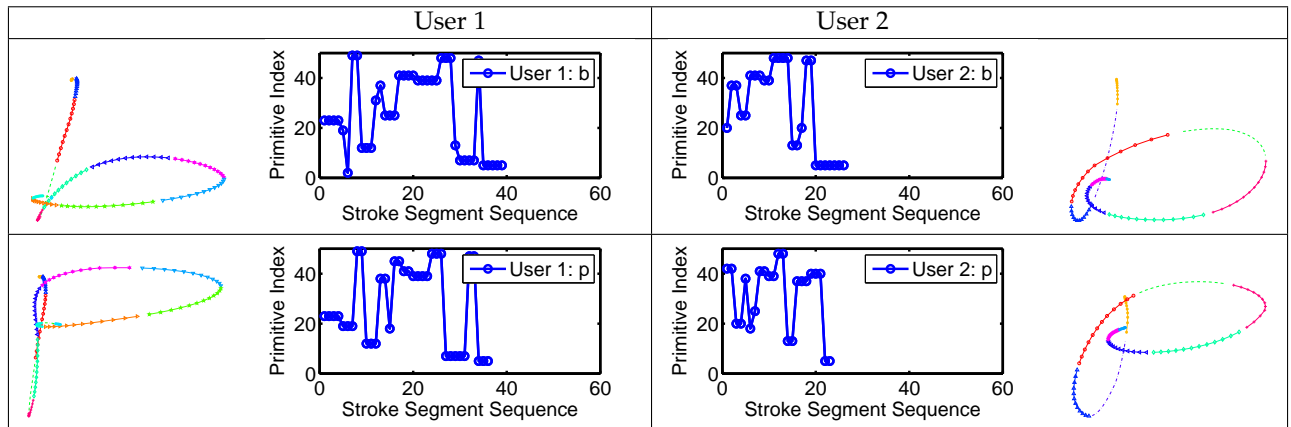 User 1 User 2
Primitive Index
40
20
0
User 1: b
0 20 40 60
Stroke Segment Sequence
Primitive Index
40
20
0
User 2: b
0 20 40 60
Stroke Segment Sequence
Primitive Index
40
20
0
User 1: p
0 20 40 60
Stroke Segment Sequence
Primitive Index
40
20
0
User 2: p
0 20 40 60
Stroke Segment Sequence